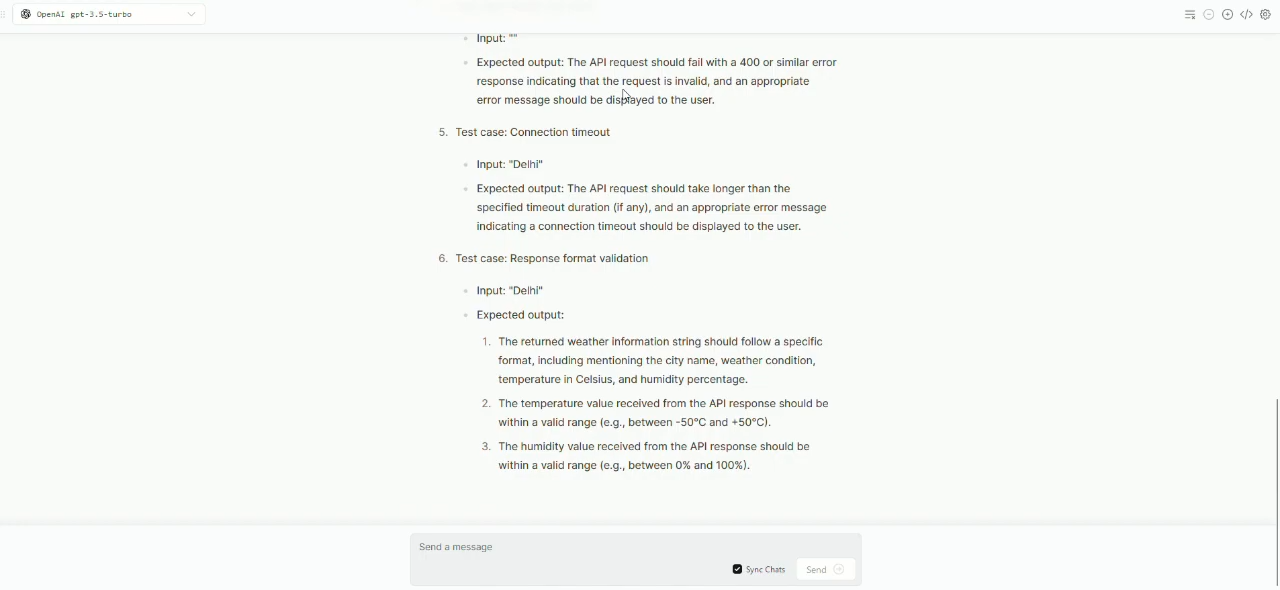 OpenAI gpt-3.5-turbo
Input: ""
Expected output: The API request should fail with a 400 or similar error
response indicating that the request is invalid, and an appropriate
error message should be displayed to the user.
5. Test case: Connection timeout
Input: "Delhi"
Expected output: The API request should take longer than the
specified timeout duration (if any), and an appropriate error message
indicating a connection timeout should be displayed to the user.
6. Test case: Response format validation
Input: "Delhi"
Expected output:
1. The returned weather information string should follow a specific
format, including mentioning the city name, weather condition,
temperature in Celsius, and humidity percentage.
2. The temperature value received from the API response should be
within a valid range (e.g., between -50°C and +50°C).
3. The humidity value received from the API response should be
within a valid range (e.g., between 0% and 100%).
Send a message
Sync Chats
Send